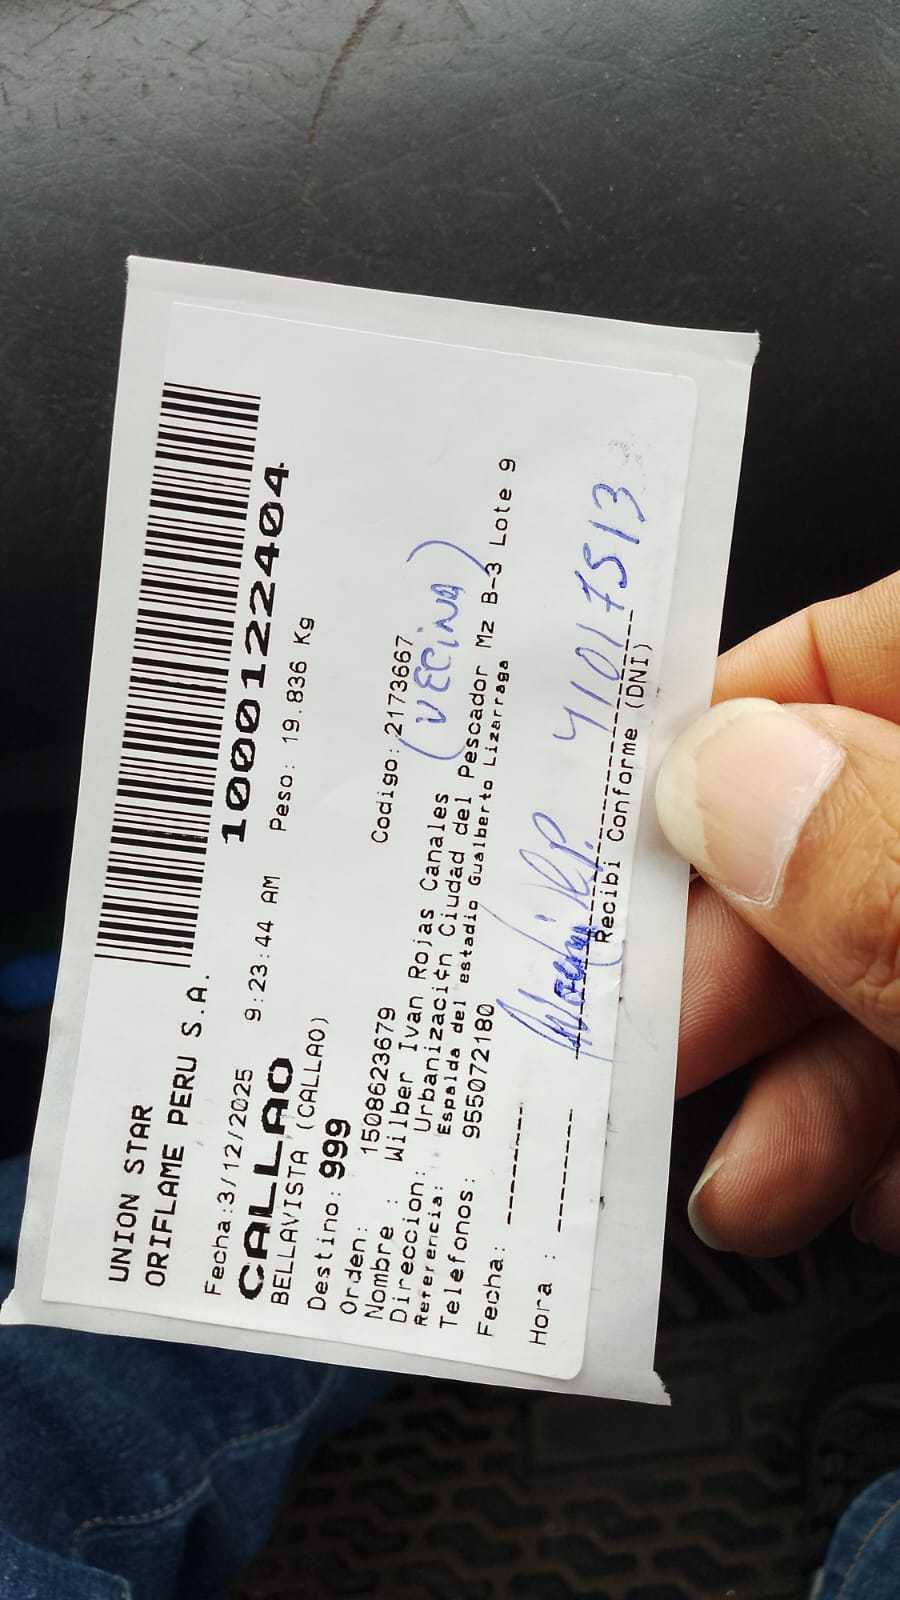 UNION STAR
ORIFLAME PERU S.A.
1000122404
Fecha:3/12/2025 9:23:44 AM Peso: 19.836 Kg
CALLAO
BELLAVISTA (CALLAO)
Destino: 999
Orden: 1508623679 Codigo: 2173667
Nombre : Wilber Ivan Rojas Canales
(VECINA)
Direccion: Urbanización Ciudad del Pescador Mz B-3 Lote 9
Referencia: Espalda del estadio Gualberto Lizarraga
Telefonos: 955072180
Fecha: --------
Hora : --------
41017513
Recibi Conforme (DNI)